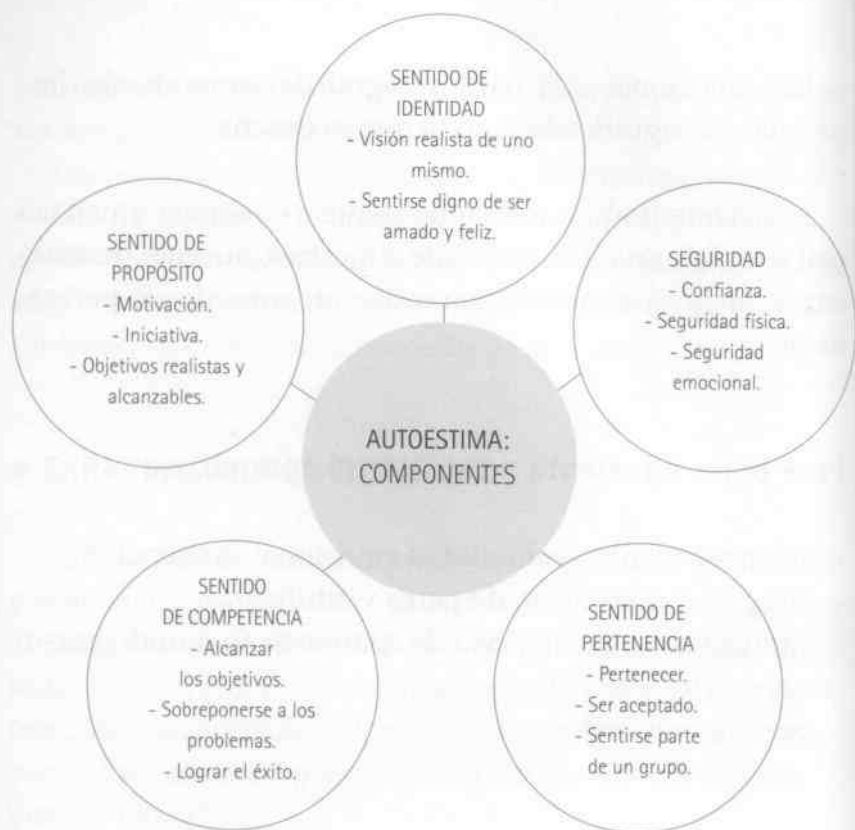 SENTIDO DE
IDENTIDAD
- Visión realista de uno
mismo.
- Sentirse digno de ser
amado y feliz.
SENTIDO DE
PROPÓSITO
- Motivación.
- Iniciativa.
- Objetivos realistas y
alcanzables.
SEGURIDAD
- Confianza.
- Seguridad física.
- Seguridad
emocional.
AUTOESTIMA:
COMPONENTES
SENTIDO
DE COMPETENCIA
- Alcanzar
los objetivos.
- Sobreponerse a los
problemas.
- Lograr el éxito.
SENTIDO DE
PERTENENCIA
- Pertenecer.
- Ser aceptado.
- Sentirse parte
de un grupo.